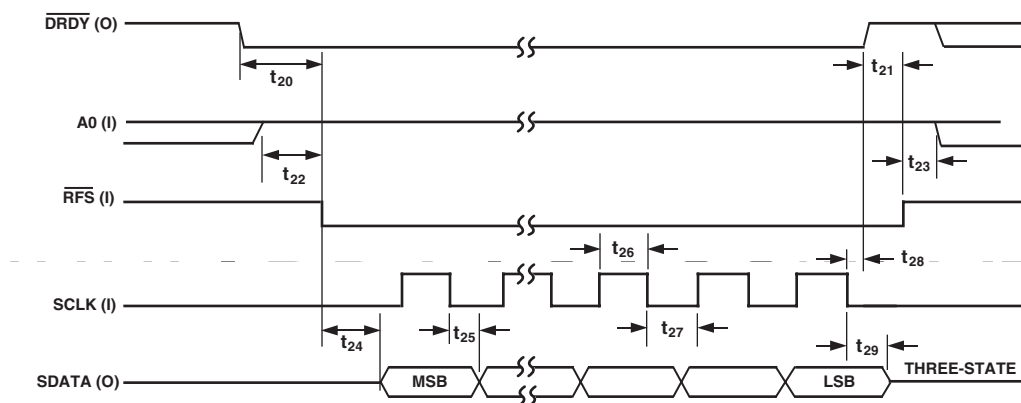 DRDY (O)
t20
t21
A0 (I)
t22
t23
RFS (I)
t26
t28
SCLK (I)
t24
t25
t27
t29
SDATA (O)
MSB
LSB
THREE-STATE